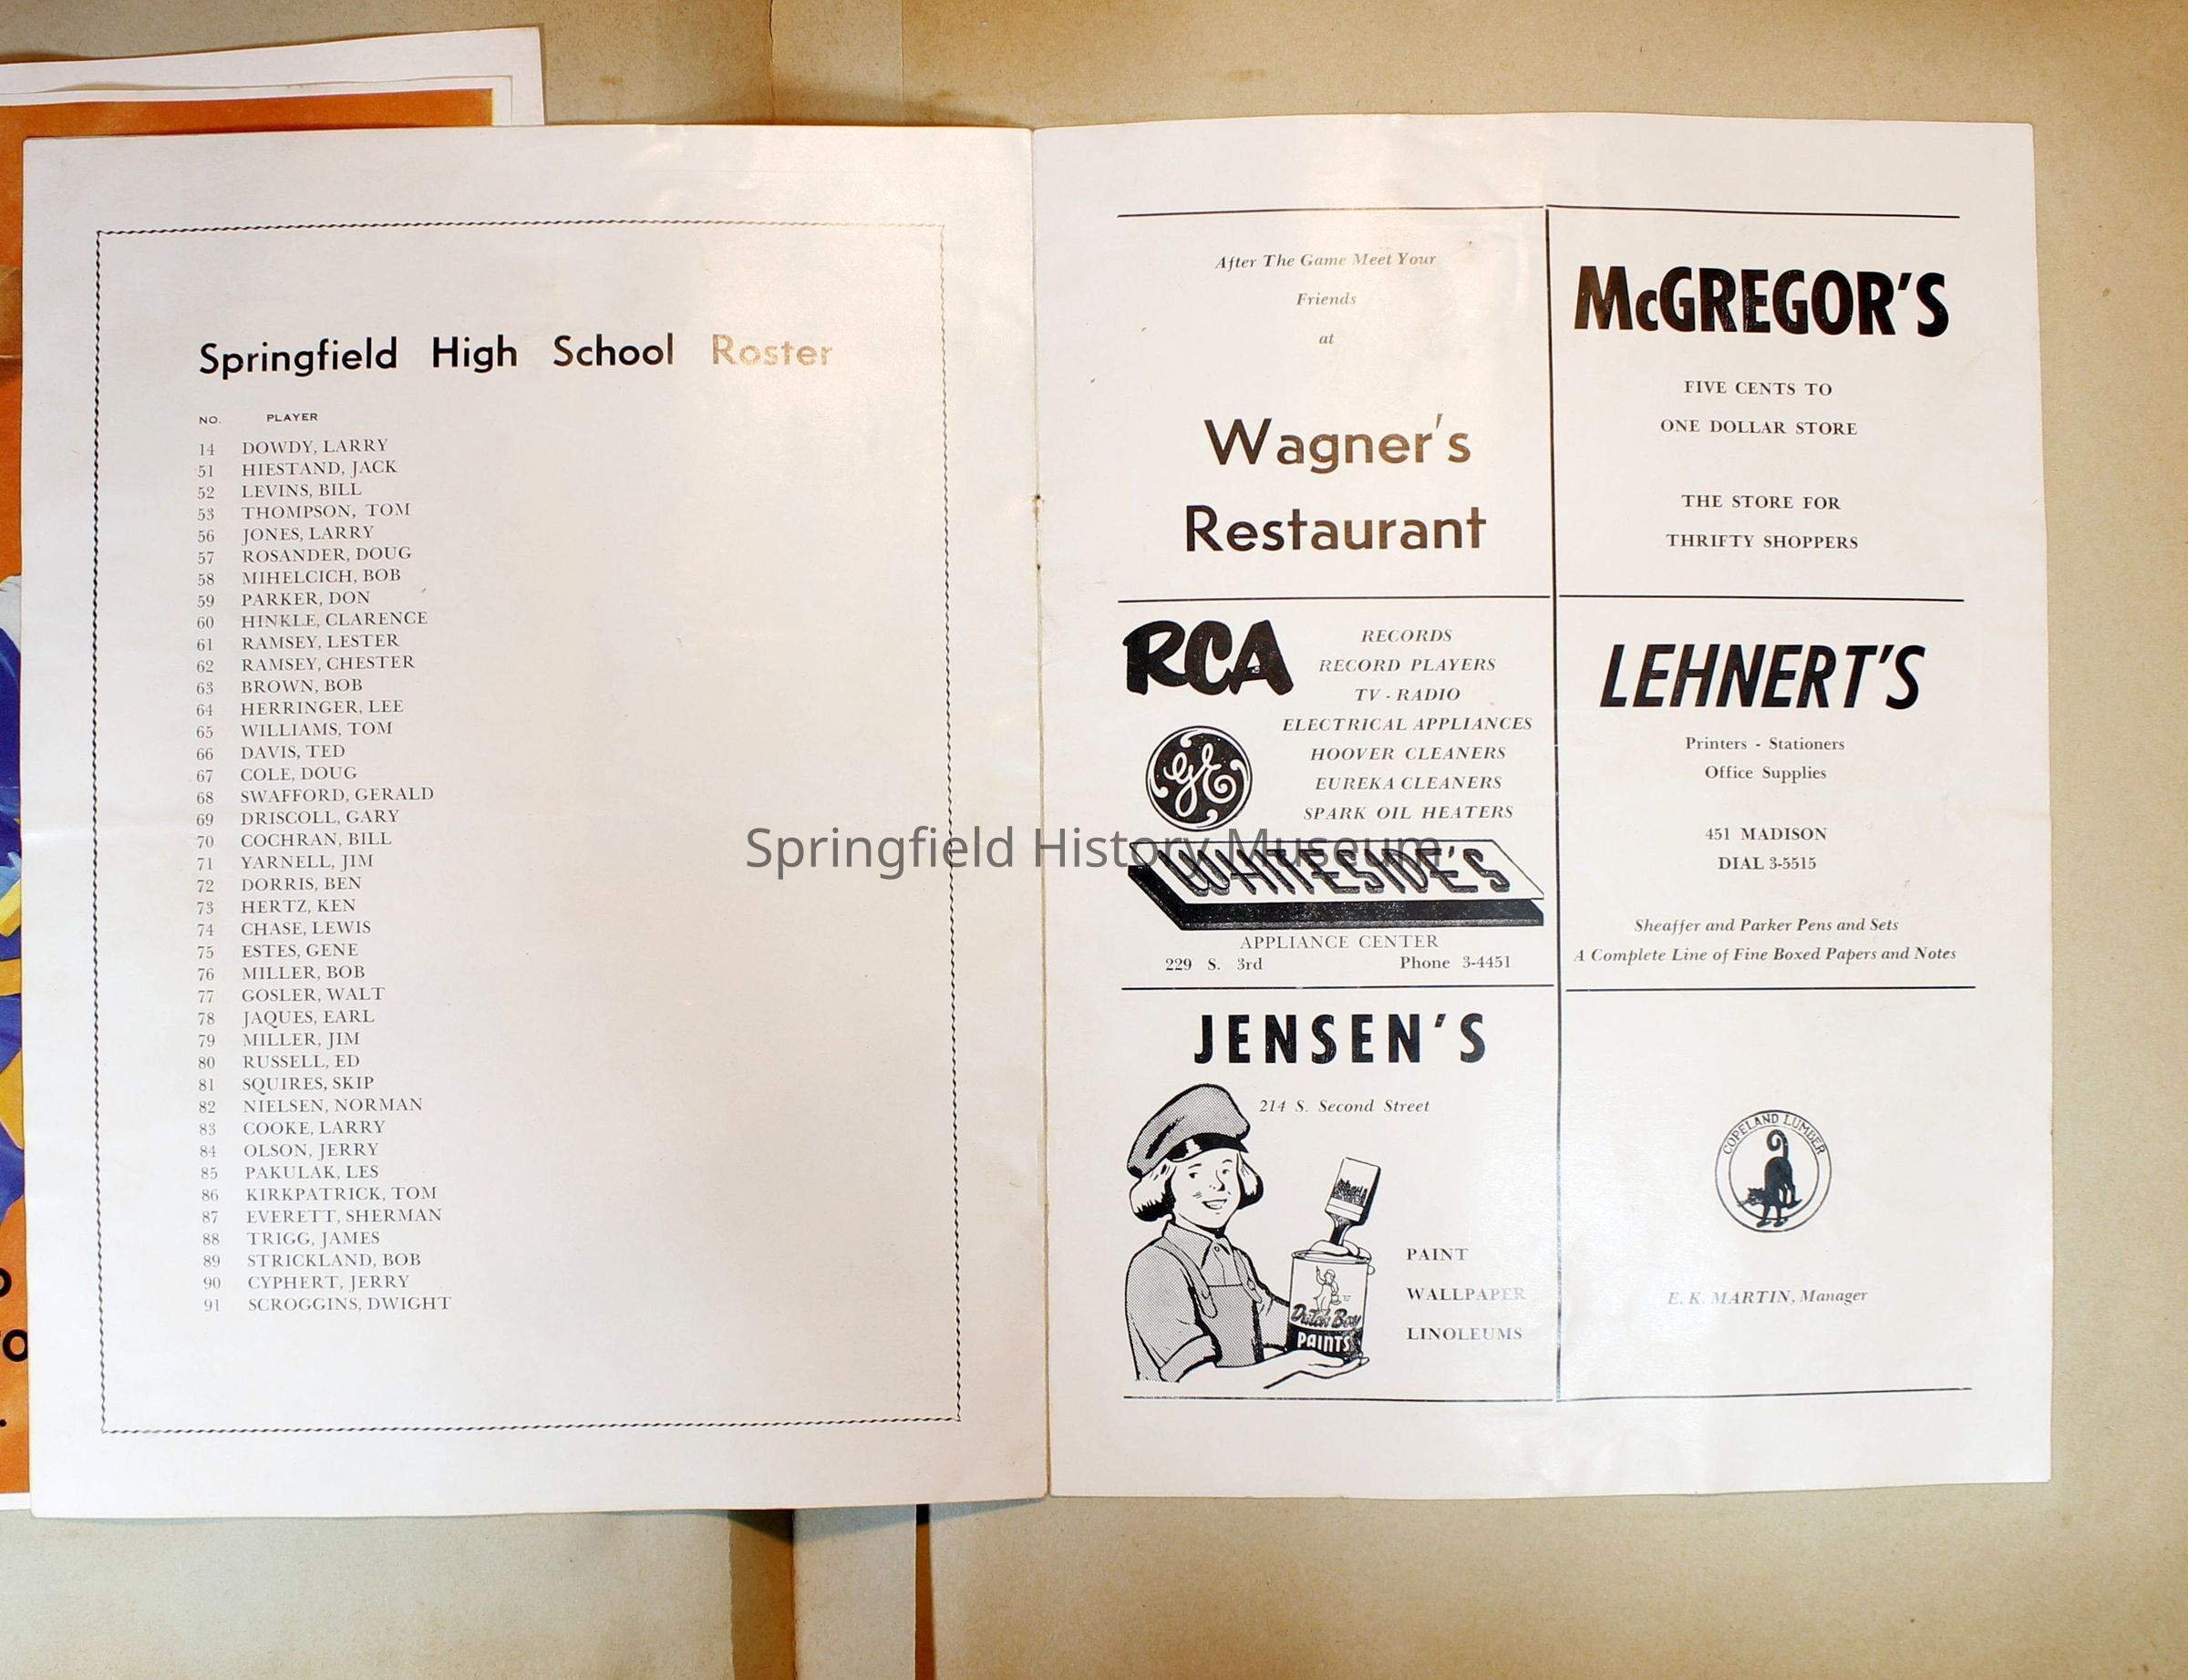 Springfield High School Roster
NO. PLAYER
14 DOWDY, LARRY
51 HIESTAND, JACK
52 LEVINS, BILL
53 THOMPSON, TOM
56 JONES, LARRY
57 ROSANDER, DOUG
58 MIHELCICH, BOB
59 PARKER, DON
60 HINKLE, CLARENCE
61 RAMSEY, LESTER
62 RAMSEY, CHESTER
63 BROWN, BOB
64 HERRINGER, LEE
65 WILLIAMS, TOM
66 DAVIS, TED
67 COLE, DOUG
68 SWAFFORD, GERALD
69 DRISCOLL, GARY
70 COCHRAN, BILL
71 YARNELL, JIM
72 DORRIS, BEN
73 HERTZ, KEN
74 CHASE, LEWIS
75 ESTES, GENE
76 MILLER, BOB
77 GOSLER, WALT
78 JAQUES, EARL
79 MILLER, JIM
80 RUSSELL, ED
81 SQUIRES, SKIP
82 NIELSEN, NORMAN
83 COOKE, LARRY
84 OLSON, JERRY
85 PAKULAK, LES
86 KIRKPATRICK, TOM
87 EVERETT, SHERMAN
88 TRIGG, JAMES
89 STRICKLAND, BOB
90 CYPHERT, JERRY
91 SCROGGINS, DWIGHT
After The Game Meet Your
Friends
at
Wagner's
Restaurant
McGREGOR'S
FIVE CENTS TO
ONE DOLLAR STORE
THE STORE FOR
THRIFTY SHOPPERS
RCA
RECORDS
RECORD PLAYERS
TV - RADIO
ELECTRICAL APPLIANCES
HOOVER CLEANERS
EUREKA CLEANERS
SPARK OIL HEATERS
GE
WHITESIDE'S
APPLIANCE CENTER
229 S. 3rd Phone 3-4451
LEHNERT'S
Printers - Stationers
Office Supplies
451 MADISON
DIAL 3-5515
Sheaffer and Parker Pens and Sets
A Complete Line of Fine Boxed Papers and Notes
JENSEN'S
214 S. Second Street
PAINT
WALLPAPER
LINOLEUMS
Dutch Boy
PAINTS
COPELAND LUMBER
E. K. MARTIN, Manager
Springfield History Museum